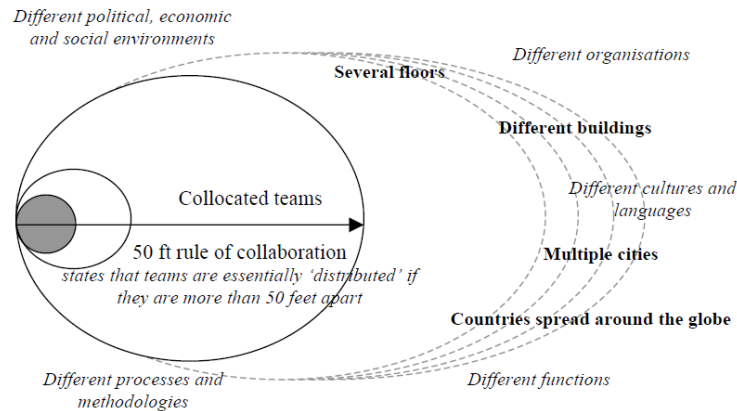 Different political, economic
and social environments
Several floors
Different organisations
Different buildings
Collocated teams
Different cultures and
languages
50 ft rule of collaboration
states that teams are essentially ‘distributed’ if
they are more than 50 feet apart
Multiple cities
Countries spread around the globe
Different processes and
methodologies
Different functions